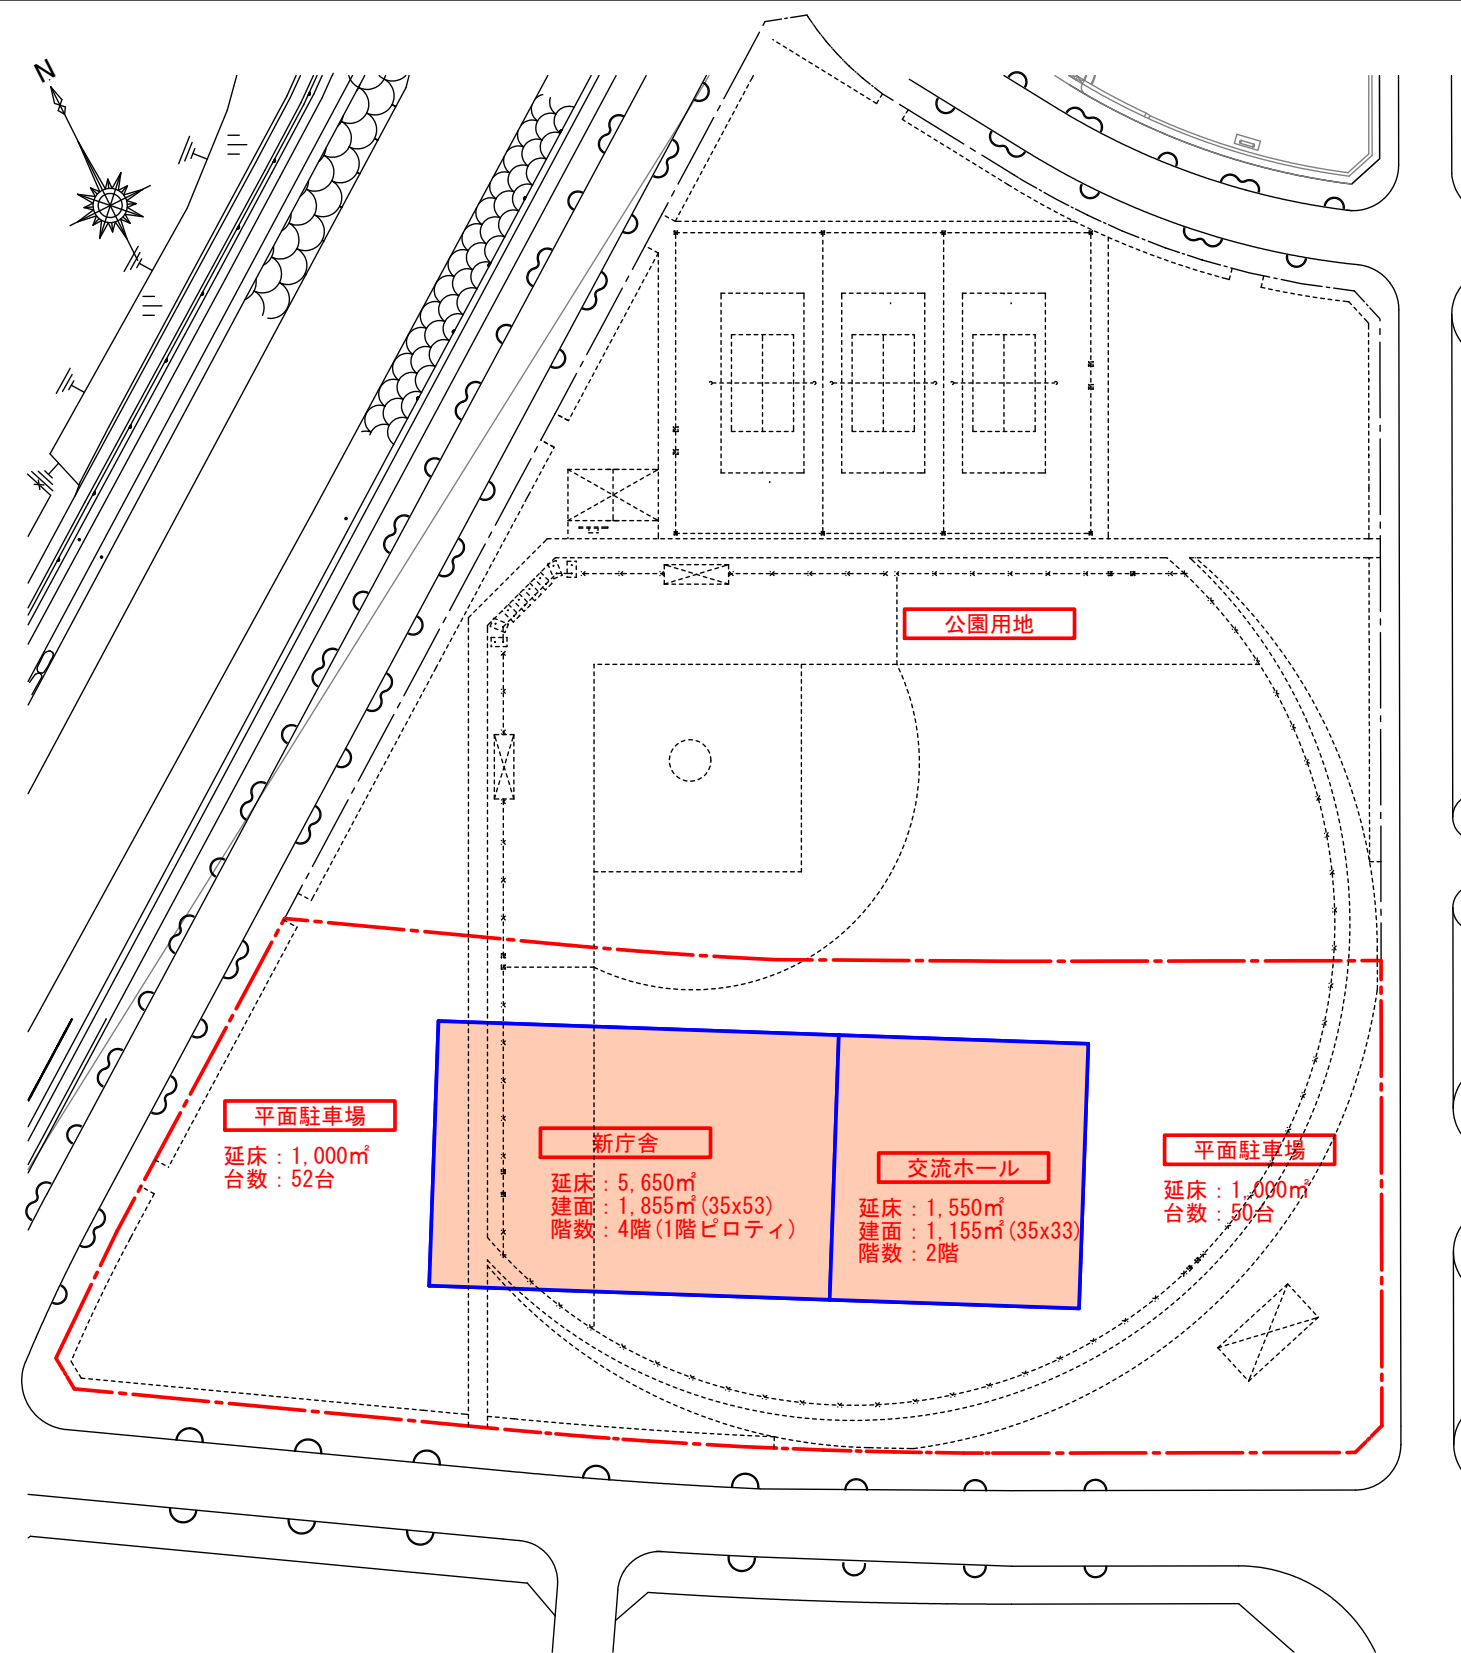 N
公園用地
平面駐車場
延床：1,000㎡
台数：52台
新庁舎
延床：5,650㎡
建面：1,855㎡(35x53)
階数：4階(1階ピロティ)
交流ホール
延床：1,550㎡
建面：1,155㎡(35x33)
階数：2階
平面駐車場
延床：1,000㎡
台数：50台